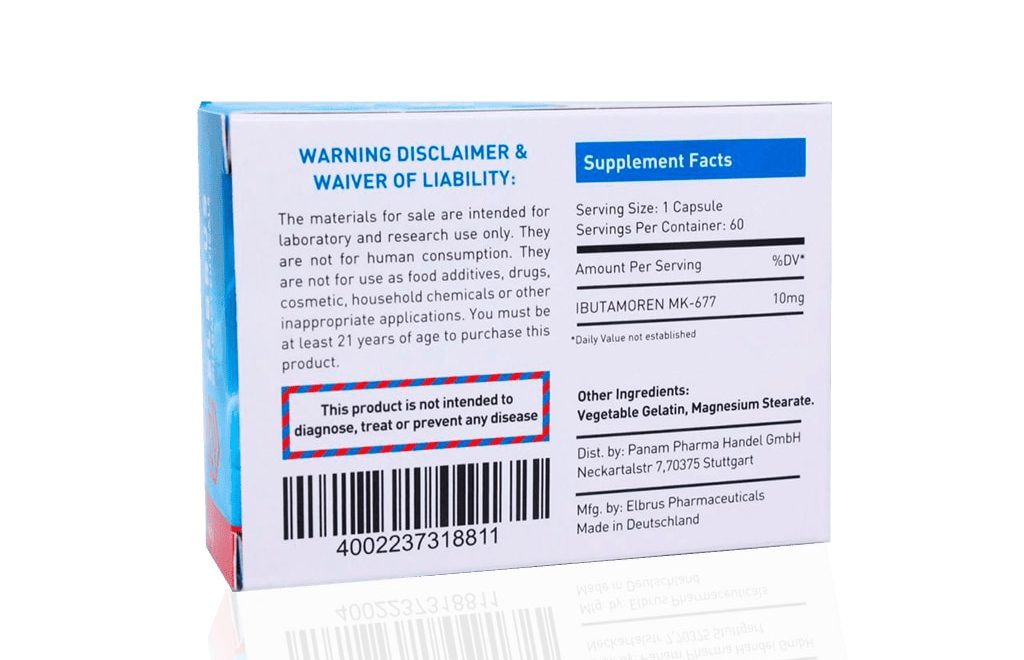 WARNING DISCLAIMER &
WAIVER OF LIABILITY:
The materials for sale are intended for
laboratory and research use only. They
are not for human consumption. They
are not for use as food additives, drugs,
cosmetic, household chemicals or other
inappropriate applications. You must be
at least 21 years of age to purchase this
product.
This product is not intended to
diagnose, treat or prevent any disease
4002237318811
Supplement Facts
Serving Size: 1 Capsule
Servings Per Container: 60
Amount Per Serving %DV*
IBUTAMOREN MK-677 10mg
*Daily Value not established
Other Ingredients:
Vegetable Gelatin, Magnesium Stearate.
Dist. by: Panam Pharma Handel GmbH
Neckartalstr 7,70375 Stuttgart
Mfg. by: Elbrus Pharmaceuticals
Made in Deutschland